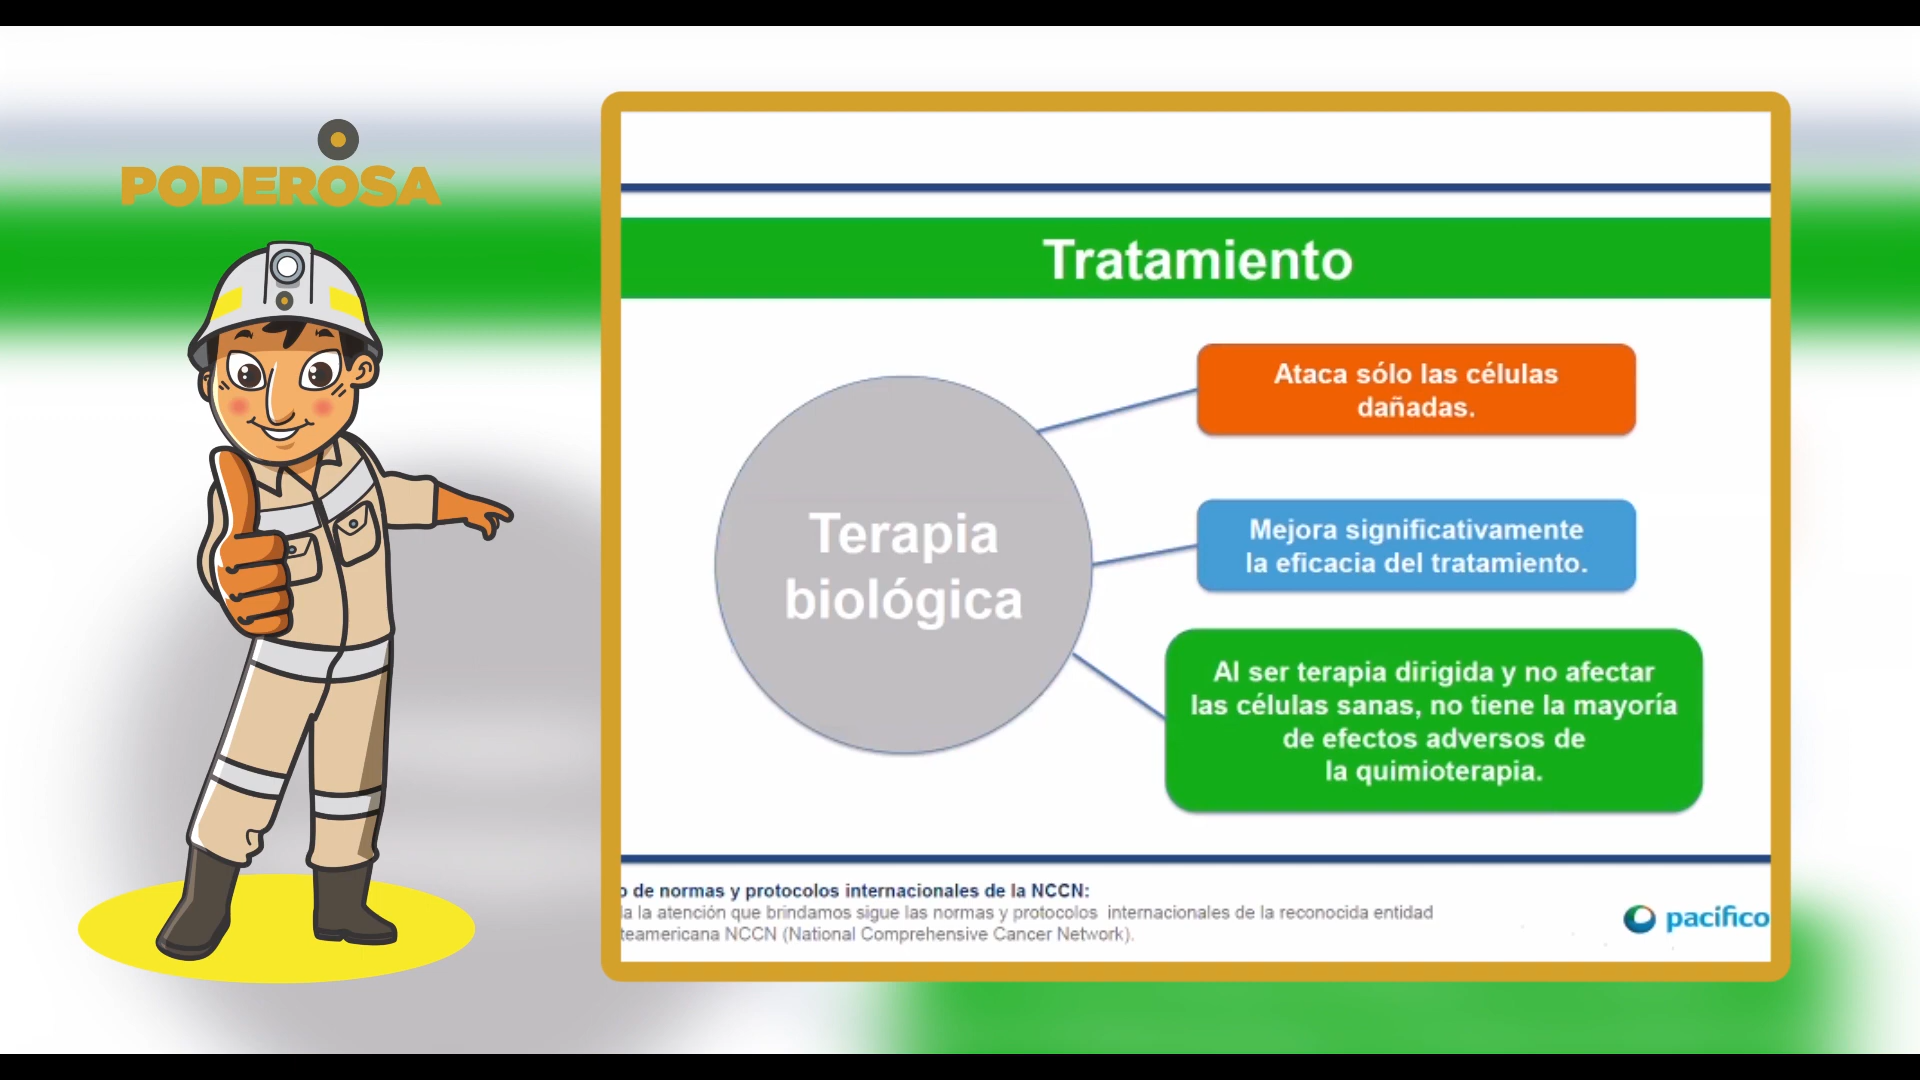 PODEROSA
Tratamiento
Terapia
biológica
Ataca sólo las células
dañadas.
Mejora significativamente
la eficacia del tratamiento.
Al ser terapia dirigida y no afectar
las células sanas, no tiene la mayoría
de efectos adversos de
la quimioterapia.
de normas y protocolos internacionales de la NCCN:
la atención que brindamos sigue las normas y protocolos internacionales de la reconocida entidad
teamericana NCCN (National Comprehensive Cancer Network).
pacífico